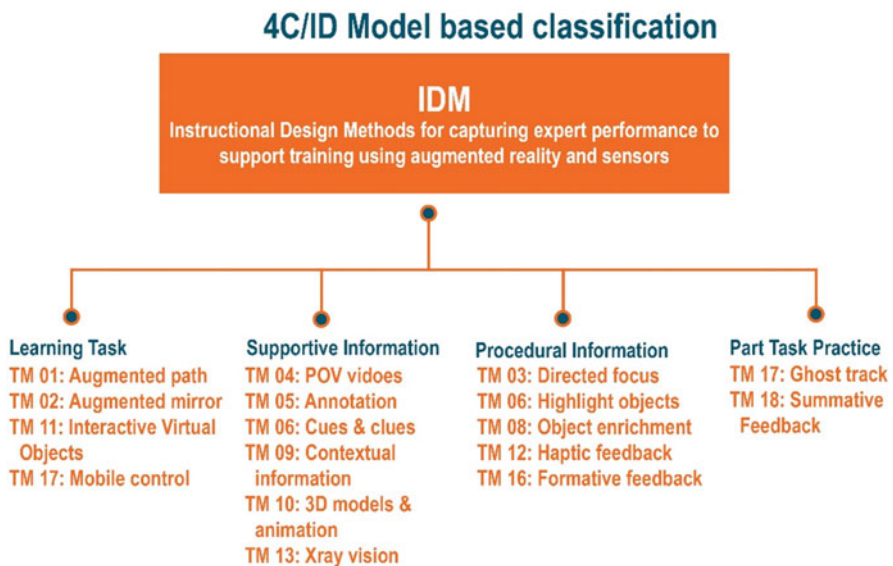 4C/ID Model based classification
IDM
Instructional Design Methods for capturing expert performance to
support training using augmented reality and sensors
Learning Task
TM 01: Augmented path
TM 02: Augmented mirror
TM 11: Interactive Virtual
Objects
TM 17: Mobile control
Supportive Information
TM 04: POV vidoes
TM 05: Annotation
TM 06: Cues & clues
TM 09: Contextual
information
TM 10: 3D models &
animation
TM 13: Xray vision
Procedural Information
TM 03: Directed focus
TM 06: Highlight objects
TM 08: Object enrichment
TM 12: Haptic feedback
TM 16: Formative feedback
Part Task Practice
TM 17: Ghost track
TM 18: Summative
Feedback